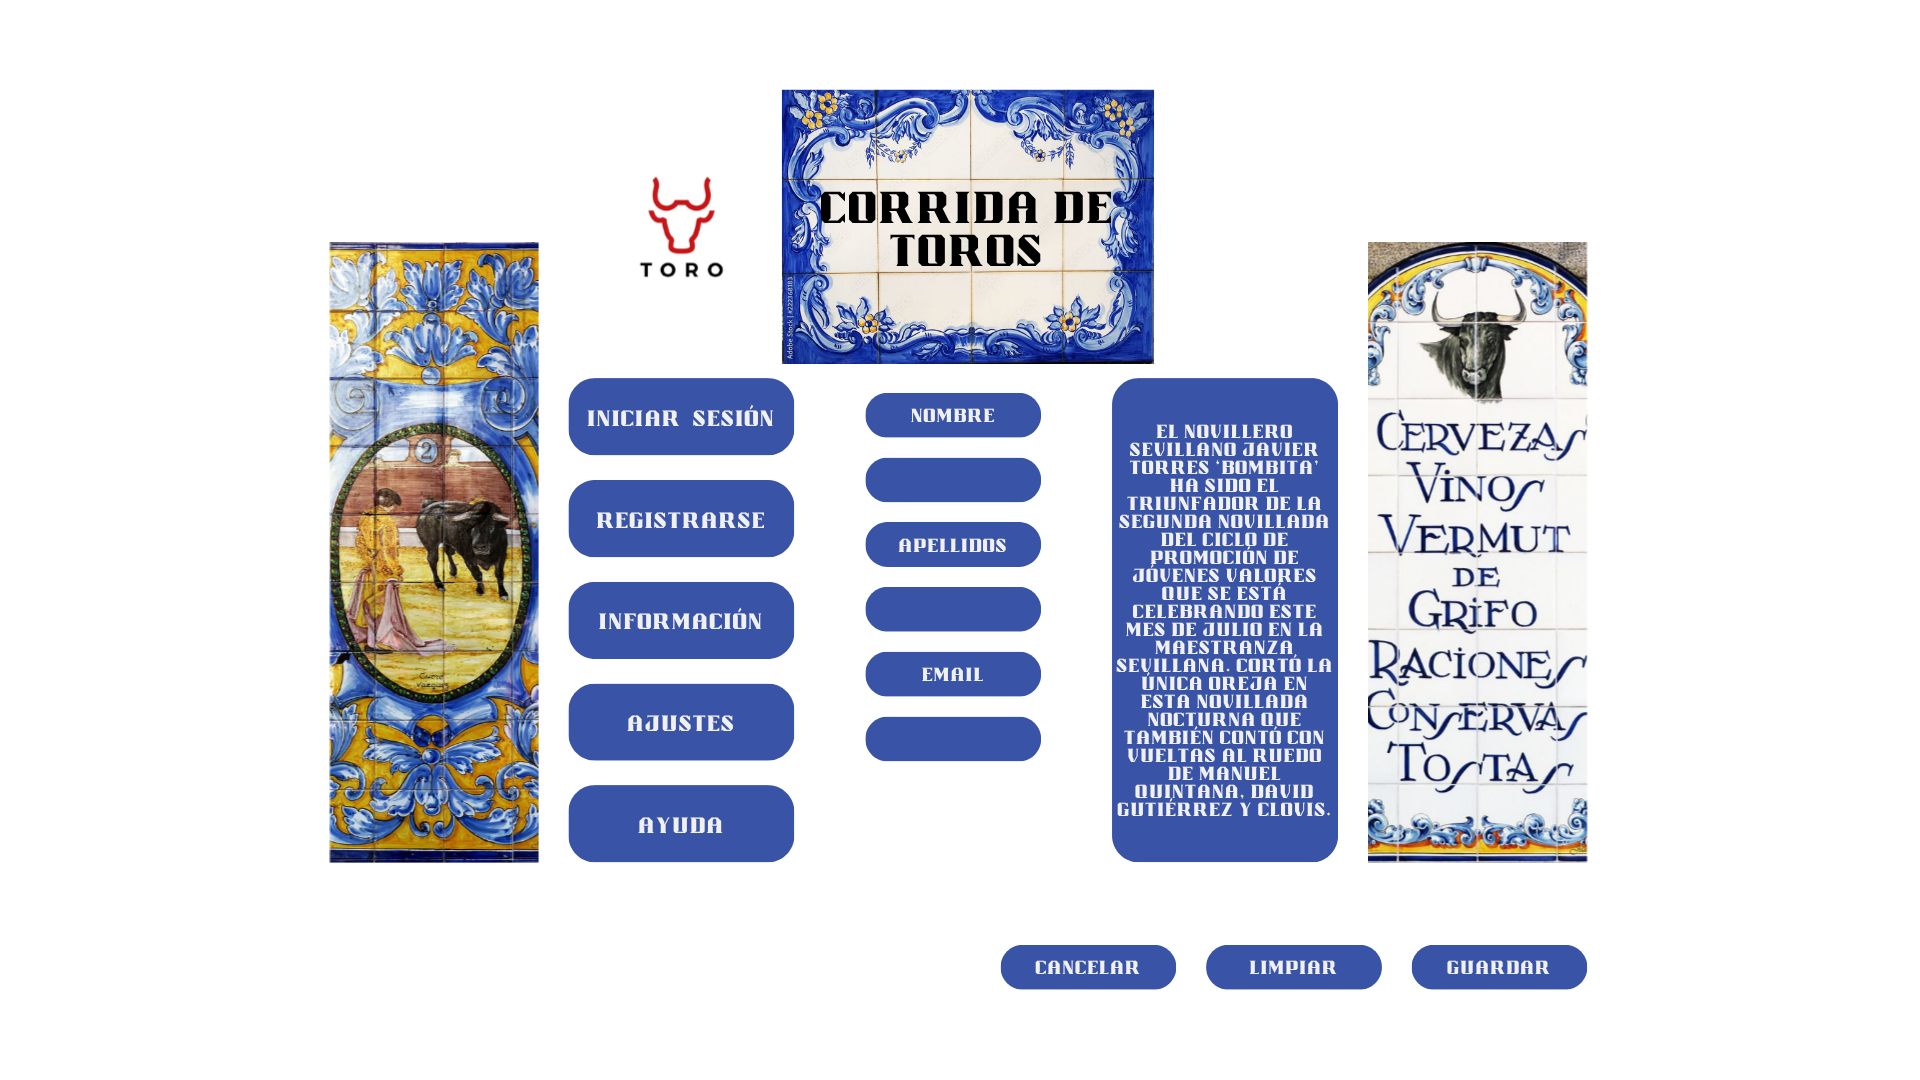 CORRIDA DE
TOROS
Adobe Stock | #222368183
TORO
INICIAR SESIÓN
REGISTRARSE
INFORMACIÓN
AJUSTES
AYUDA
NOMBRE
APELLIDOS
EMAIL
EL NOVILLERO
SEVILLANO JAVIER
TORRES 'BOMBITA'
HA SIDO EL
TRIUNFADOR DE LA
SEGUNDA NOVILLADA
DEL CICLO DE
PROMOCIÓN DE
JÓVENES VALORES
QUE SE ESTÁ
CELEBRANDO ESTE
MES DE JULIO EN LA
MAESTRANZA
SEVILLANA. CORTÓ LA
ÚNICA OREJA EN
ESTA NOVILLADA
NOCTURNA QUE
TAMBIÉN CONTÓ CON
VUELTAS AL RUEDO
DE MANUEL
QUINTANA, DAVID
GUTIÉRREZ Y CLOVIS.
2
CERVEZAS
VINOS
VERMUT
DE
GRIFO
RACIONES
CONSERVAS
TOSTAS
CANCELAR
LIMPIAR
GUARDAR